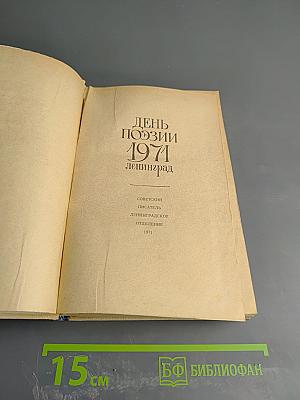 ДЕНЬ
ПОЭЗИИ
1971
ленинград
СОВЕТСКИЙ
ПИСАТЕЛЬ
ЛЕНИНГРАДСКОЕ
ОТДЕЛЕНИЕ
1971
15 см
БФ БИБЛИОФАН